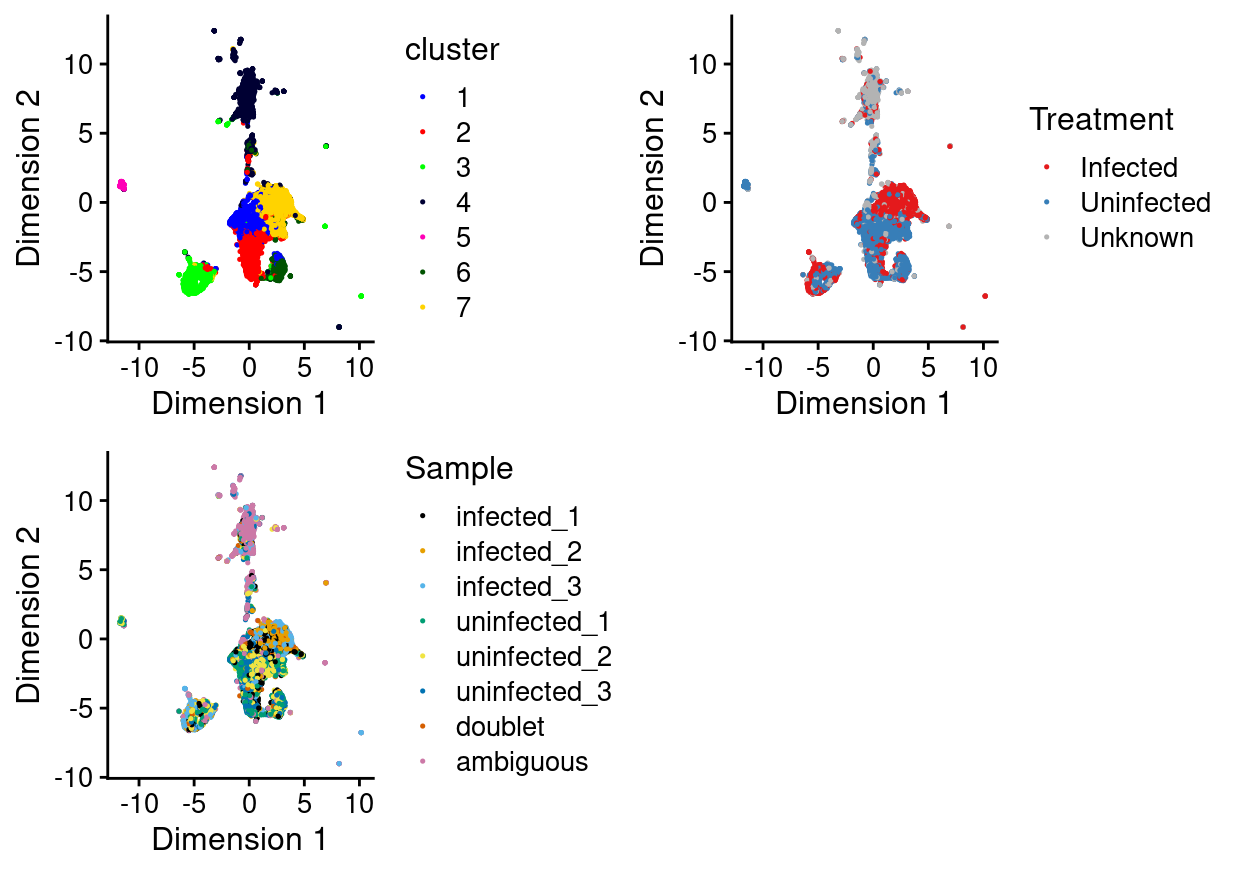 cluster
1
2
3
4
5
6
7
10
5
0
-5
-10
-10 -5 0 5 10
Dimension 1
Dimension 2
Treatment
Infected
Uninfected
Unknown
10
5
0
-5
-10
-10 -5 0 5 10
Dimension 1
Dimension 2
Sample
infected_1
infected_2
infected_3
uninfected_1
uninfected_2
uninfected_3
doublet
ambiguous
10
5
0
-5
-10
-10 -5 0 5 10
Dimension 1
Dimension 2